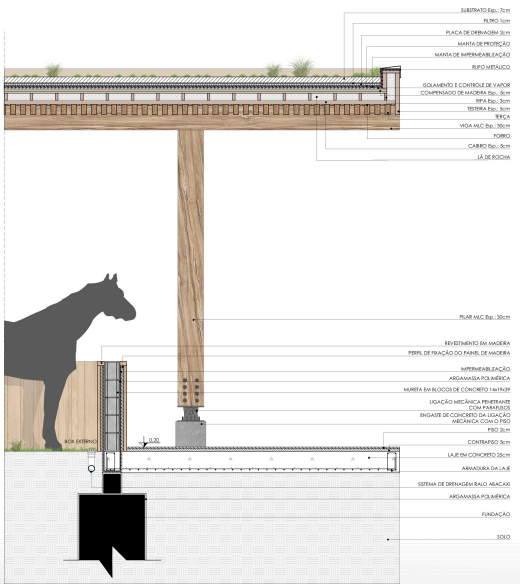 SUBSTRATO Esp.: 7cm
FILTRO 1cm
PLACA DE DRENAGEM 2cm
MANTA DE PROTEÇÃO
MANTA DE IMPERMEABILIZAÇÃO
RUFO METÁLICO
ISOLAMENTO E CONTROLE DE VAPOR
COMPENSADO DE MADEIRA Esp.: 3cm
RIPA Esp.: 3cm
TESTEIRA Esp.: 5cm
TERÇA
VIGA MLC Esp.: 30cm
FORRO
CAIBRO Esp.: 5cm
LÃ DE ROCHA
PILAR MLC Esp.: 30cm
REVESTIMENTO EM MADEIRA
PERFIL DE FIXAÇÃO DO PAINEL DE MADEIRA
IMPERMEABILIZAÇÃO
ARGAMASSA POLIMÉRICA
MURETA EM BLOCOS DE CONCRETO 14x19x39
LIGAÇÃO MECÂNICA PENETRANTE
COM PARAFUSOS
ENGASTE DE CONCRETO DA LIGAÇÃO
MECÂNICA COM O PISO
PISO 2cm
BOX EXTERNO
0.20
CONTRAPISO 3cm
LAJE EM CONCRETO 25cm
ARMADURA DA LAJE
SISTEMA DE DRENAGEM RALO ABACAXI
ARGAMASSA POLIMÉRICA
FUNDAÇÃO
SOLO